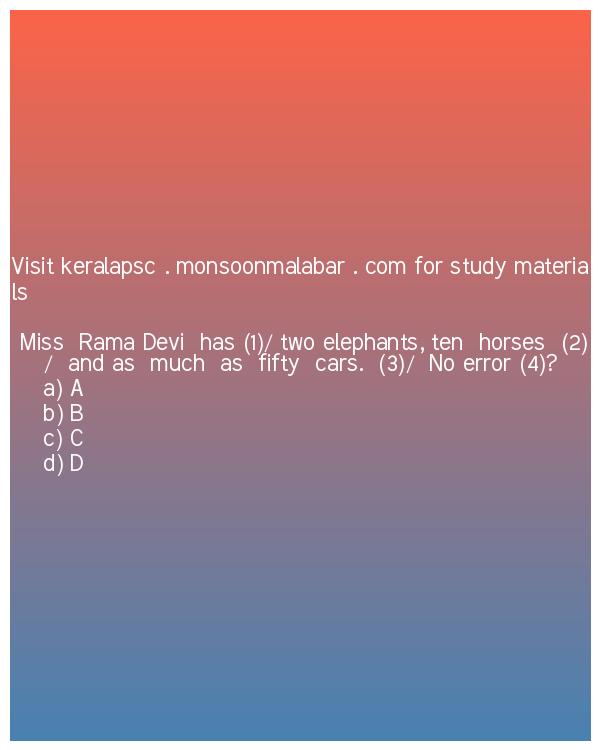 Visit keralapsc . monsoonmalabar . com for study materia
ls
Miss Rama Devi has (1)/ two elephants, ten horses (2)
/ and as much as fifty cars. (3)/ No error (4)?
a) A
b) B
c) C
d) D